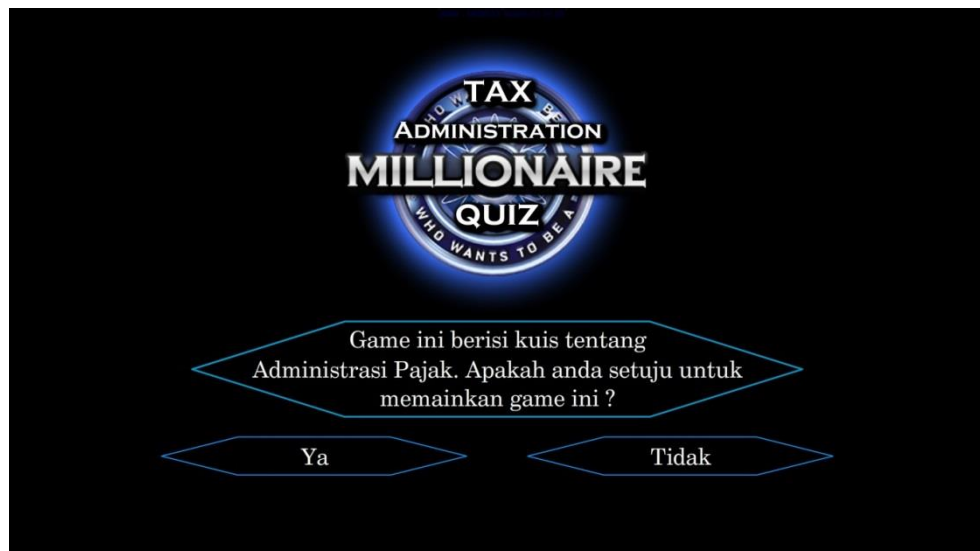 TAX
ADMINISTRATION
MILLIONAIRE
QUIZ
WHO WANTS TO BE A
Game ini berisi kuis tentang
Administrasi Pajak. Apakah anda setuju untuk
memainkan game ini ?
Ya
Tidak